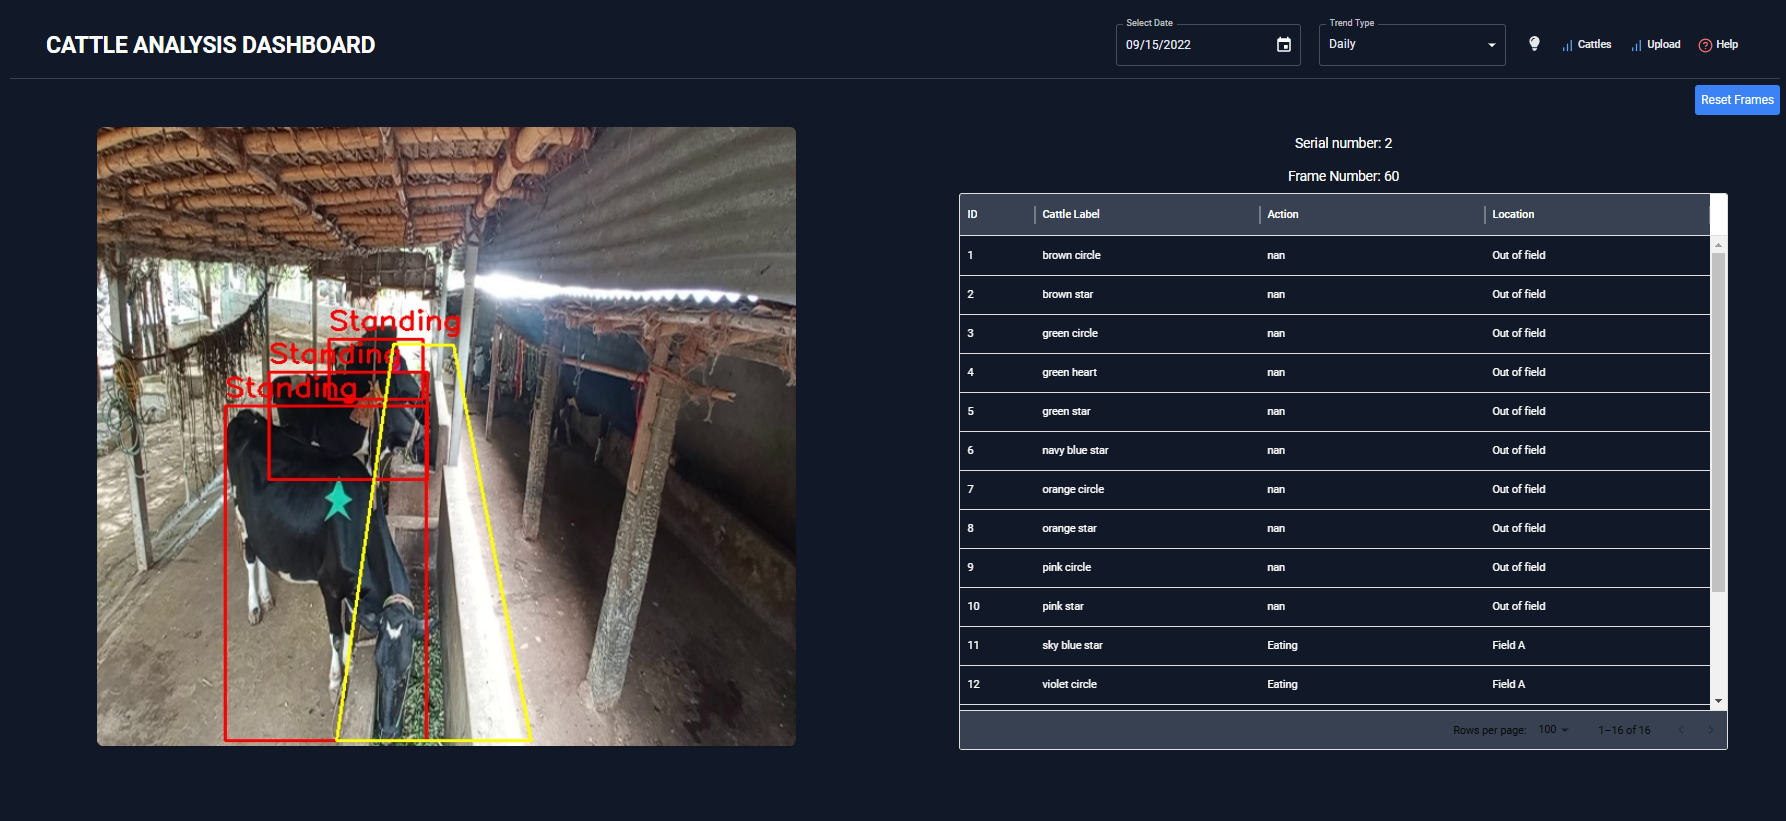 CATTLE ANALYSIS DASHBOARD
Select Date
09/15/2022
Trend Type
Daily
Cattles
Upload
? Help
Reset Frames
Standing
Standing
Standing
Serial number: 2
Frame Number: 60
ID Cattle Label Action Location
1 brown circle nan Out of field
2 brown star nan Out of field
3 green circle nan Out of field
4 green heart nan Out of field
5 green star nan Out of field
6 navy blue star nan Out of field
7 orange circle nan Out of field
8 orange star nan Out of field
9 pink circle nan Out of field
10 pink star nan Out of field
11 sky blue star Eating Field A
12 violet circle Eating Field A
Rows per page: 100 1–16 of 16